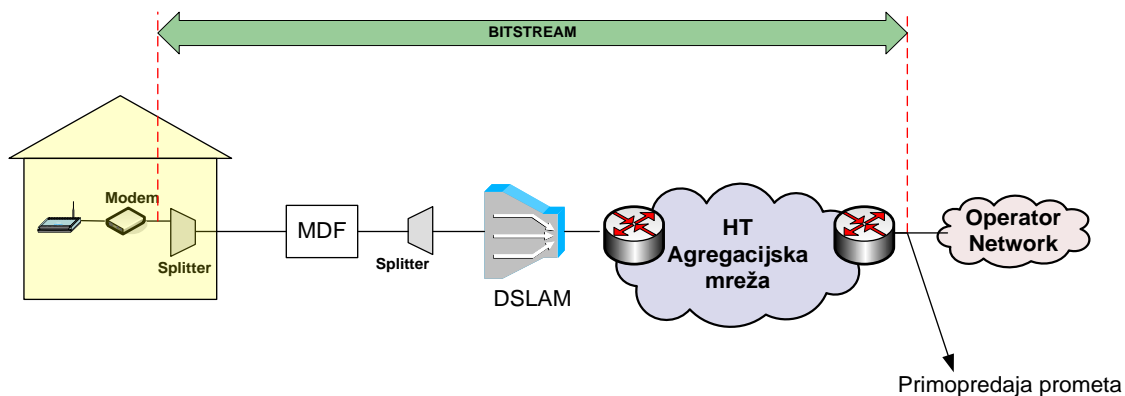 BITSTREAM
Modem
Splitter
MDF
Splitter
DSLAM
HT
Agregacijska
mreža
Operator
Network
Primopredaja prometa